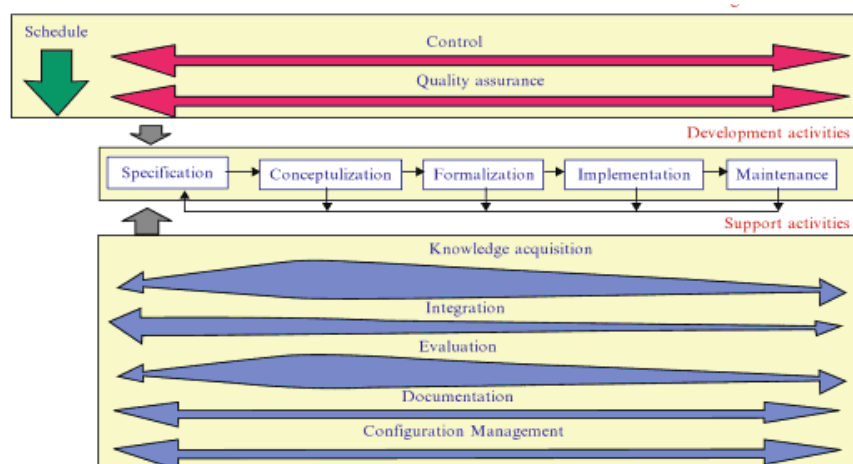 Schedule
Control
Quality assurance
Development activities
Specification
Conceptulization
Formalization
Implementation
Maintenance
Support activities
Knowledge acquisition
Integration
Evaluation
Documentation
Configuration Management